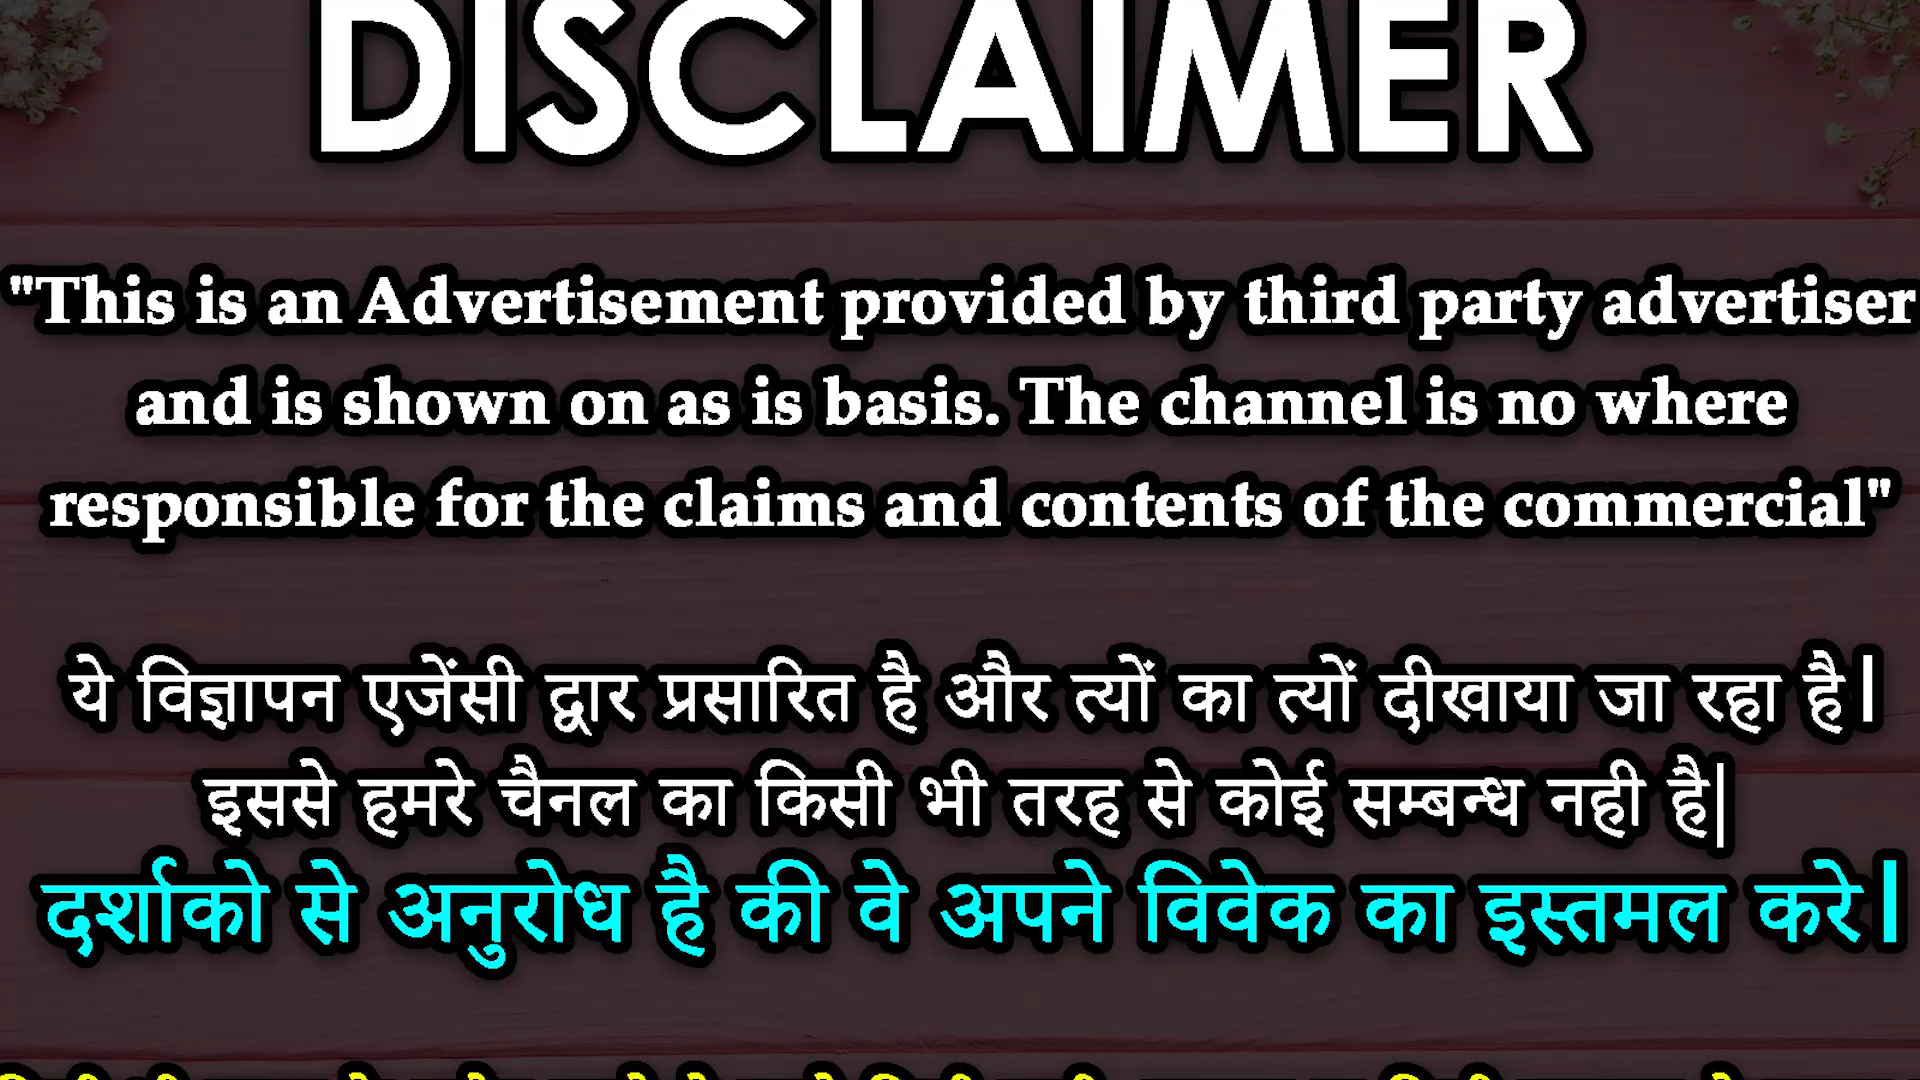 DISCLAIMER
"This is an Advertisement provided by third party advertiser
and is shown on as is basis. The channel is no where
responsible for the claims and contents of the commercial"
ये विज्ञापन एजेंसी द्वार प्रसारित है और त्यों का त्यों दीखाया जा रहा है।
इससे हमरे चैनल का किसी भी तरह से कोई सम्बन्ध नही है|
दर्शाको से अनुरोध है की वे अपने विवेक का इस्तमल करे।